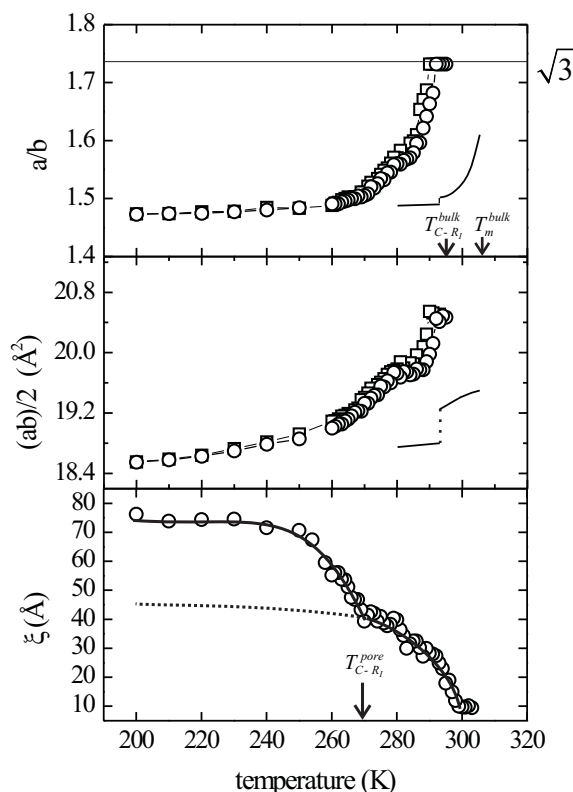 1.8
1.7
1.6
1.5
1.4
a/b
√3
T_{C-R_I}^{bulk} T_m^{bulk}
20.8
20.0
19.2
18.4
(ab)/2 (Å²)
80
70
60
50
40
30
20
10
ξ (Å)
T_{C-R_I}^{pore}
200 220 240 260 280 300 320
temperature (K)